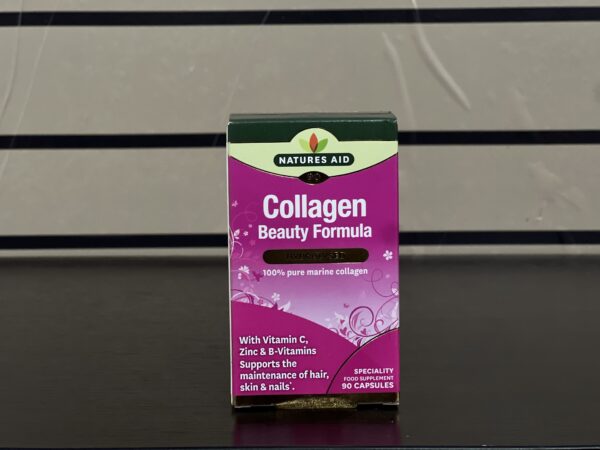 NATURES AID
90
Collagen
Beauty Formula
100% pure marine collagen
With Vitamin C,
Zinc & B-Vitamins
Supports the
maintenance of hair,
skin & nails*.
SPECIALITY
FOOD SUPPLEMENT
90 CAPSULES